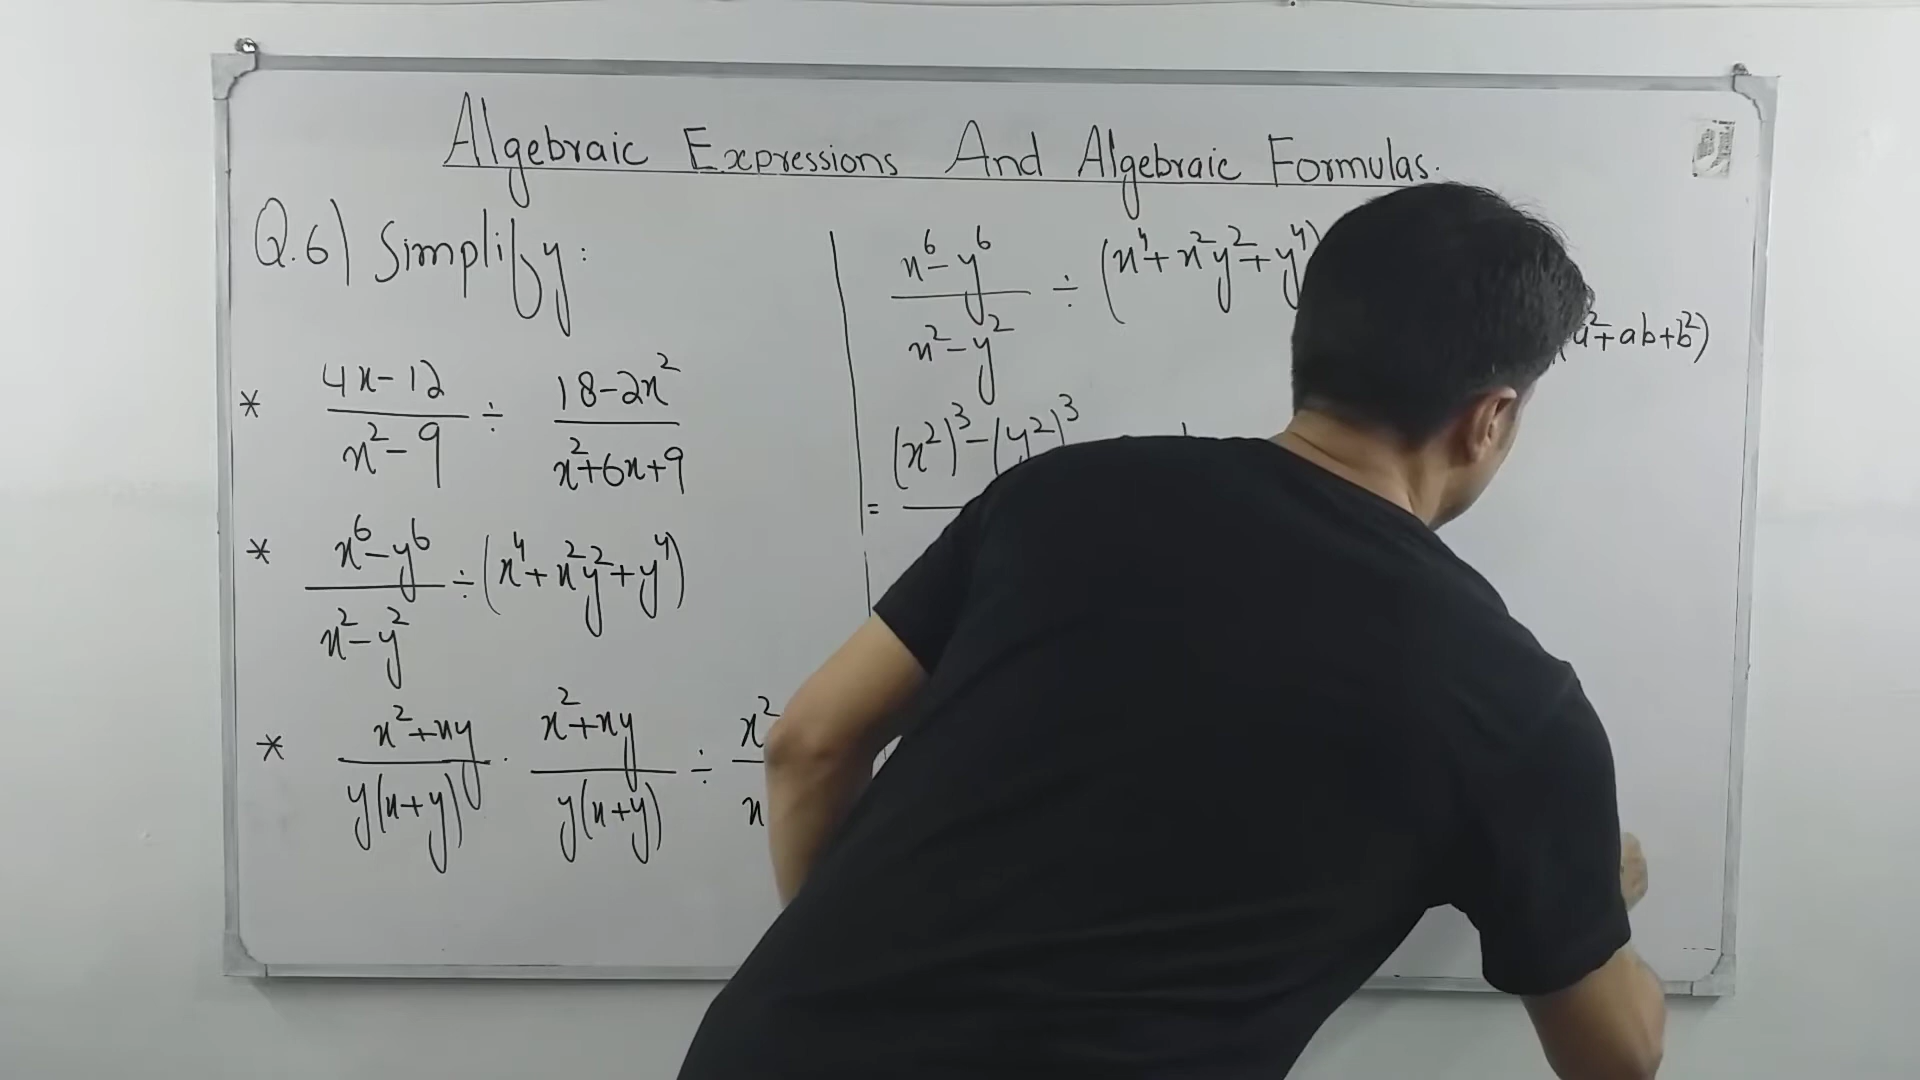 Algebraic Expressions And Algebraic Formulas.
Q.6) Simplify:
* (4x-12)/(x²-9) ÷ (18-2x²)/(x²+6x+9)
* (x⁶-y⁶)/(x²-y²) ÷ (x⁴+x²y²+y⁴)
* (x²+xy)/(y(x+y)) · (x²+xy)/(y(x+y)) ÷ x²/x
(x⁶-y⁶)/(x²-y²) ÷ (x⁴+x²y²+y⁴)
a²+ab+b²)
= (x²)³-(y²)³